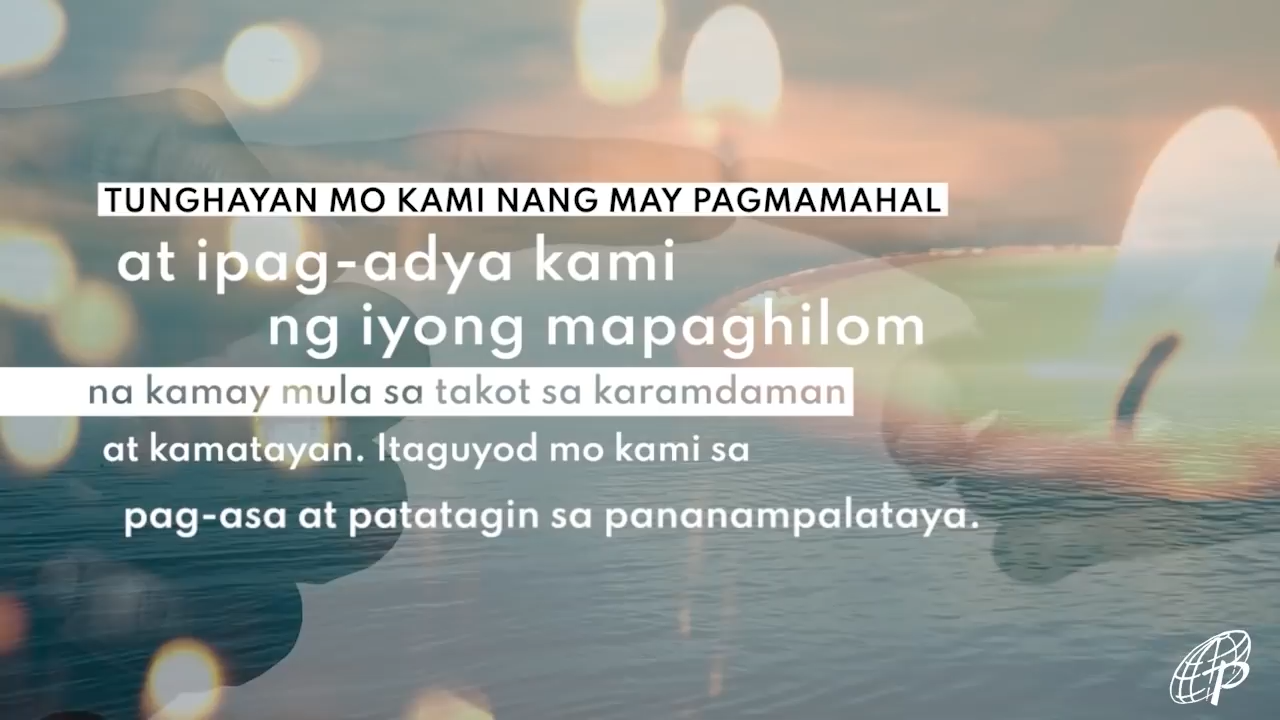 TUNGHAYAN MO KAMI NANG MAY PAGMAMAHAL
at ipag-adya kami
ng iyong mapaghilom
na kamay mula sa takot sa karamdaman
at kamatayan. Itaguyod mo kami sa
pag-asa at patatagin sa pananampalataya.